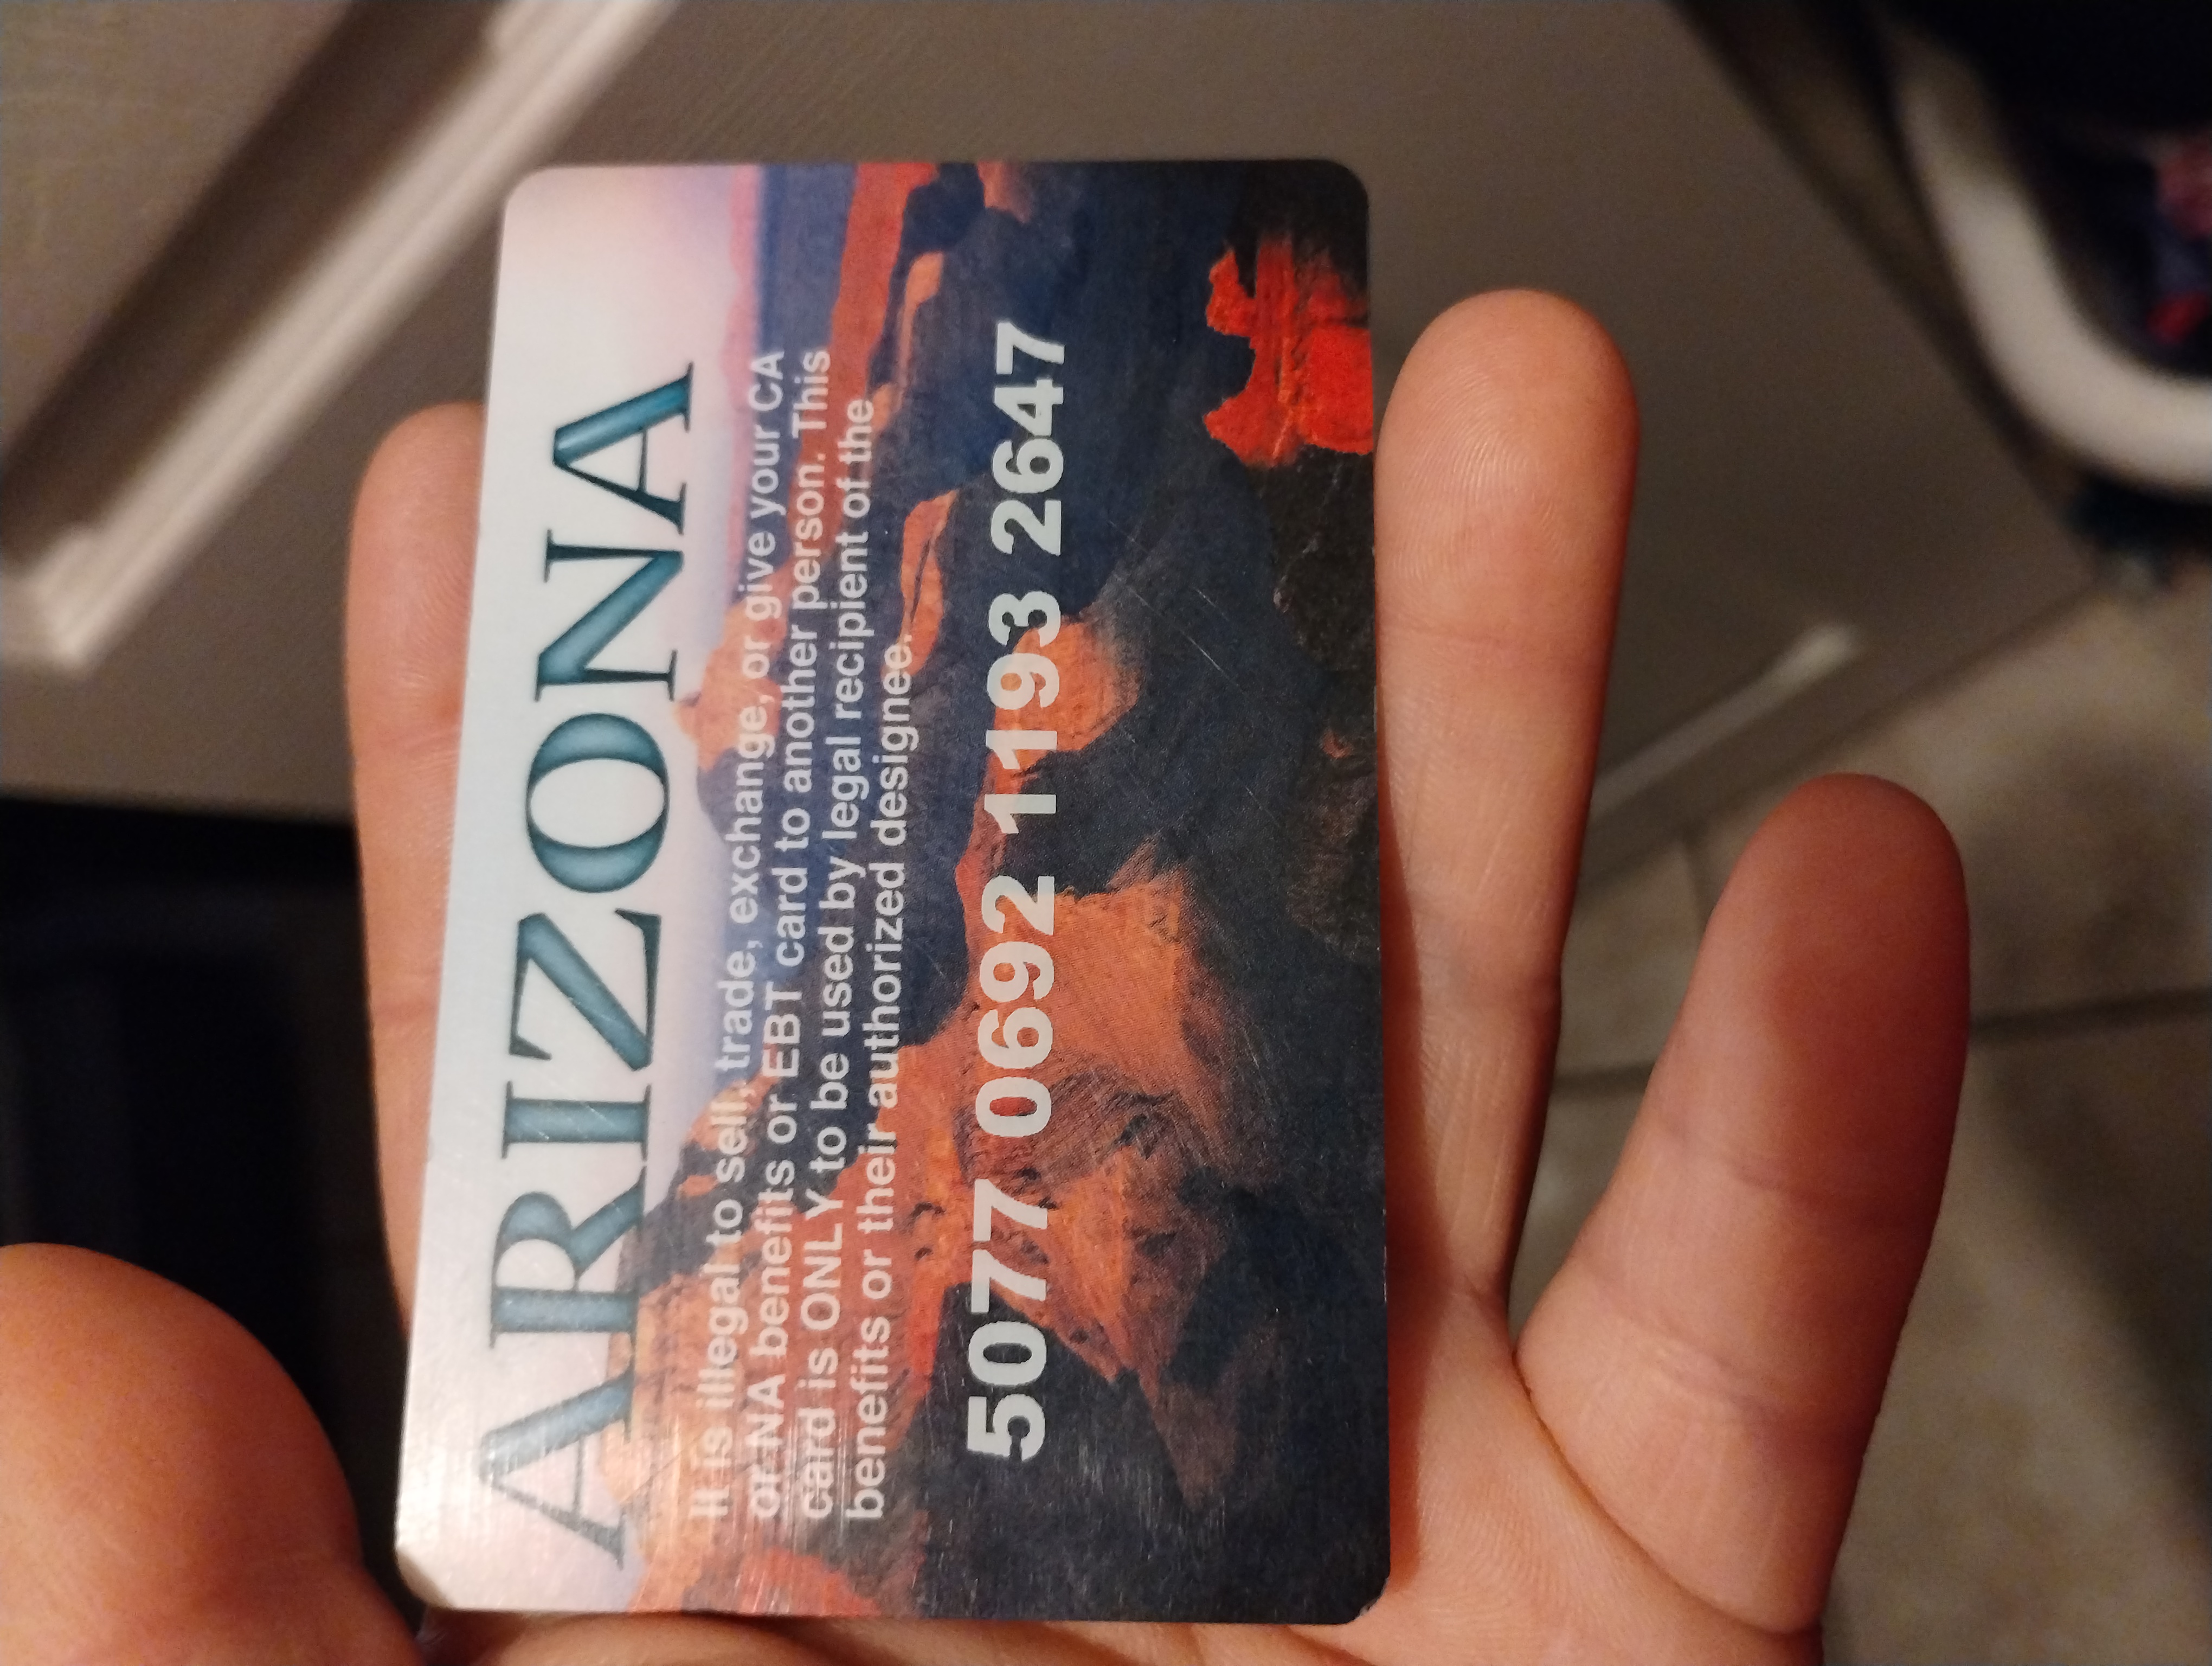 ARIZONA
It is illegal to sell, trade, exchange, or give your CA
or NA benefits or EBT card to another person. This
card is ONLY to be used by legal recipient of the
benefits or their authorized designee.
5077 0692 1193 2647